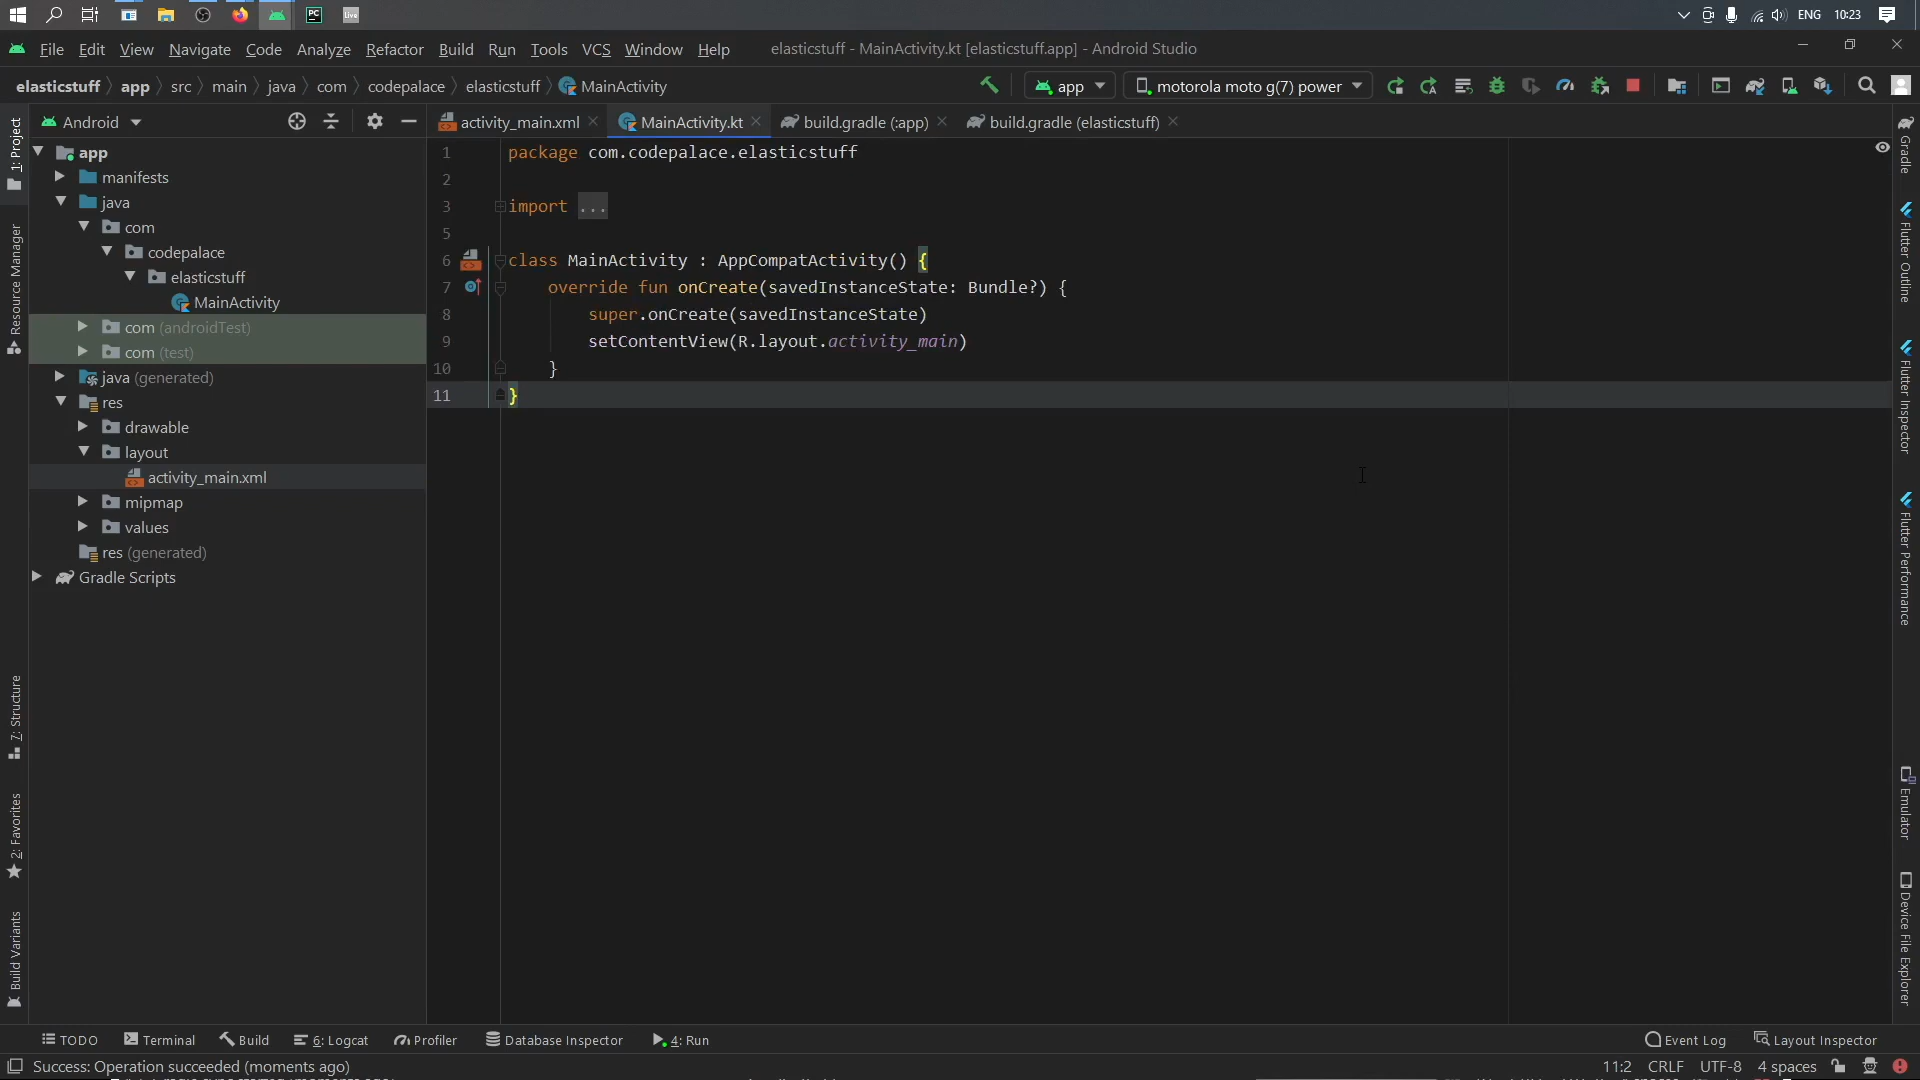 PC
Live
ENG
10:23
File Edit View Navigate Code Analyze Refactor Build Run Tools VCS Window Help
elasticstuff - MainActivity.kt [elasticstuff.app] - Android Studio
elasticstuff app src main java com codepalace elasticstuff MainActivity
app
motorola moto g(7) power
Android
activity_main.xml
MainActivity.kt
build.gradle (:app)
build.gradle (elasticstuff)
1: Project
Resource Manager
7: Structure
2: Favorites
Build Variants
app
manifests
java
com
codepalace
elasticstuff
MainActivity
com (androidTest)
com (test)
java (generated)
res
drawable
layout
activity_main.xml
mipmap
values
res (generated)
Gradle Scripts
1 package com.codepalace.elasticstuff
2
3 import ...
5
6 class MainActivity : AppCompatActivity() {
7 override fun onCreate(savedInstanceState: Bundle?) {
8 super.onCreate(savedInstanceState)
9 setContentView(R.layout.activity_main)
10 }
11 }
Gradle
Flutter Outline
Flutter Inspector
Flutter Performance
Emulator
Device File Explorer
TODO
Terminal
Build
6: Logcat
Profiler
Database Inspector
4: Run
Event Log
Layout Inspector
Success: Operation succeeded (moments ago)
11:2 CRLF UTF-8 4 spaces